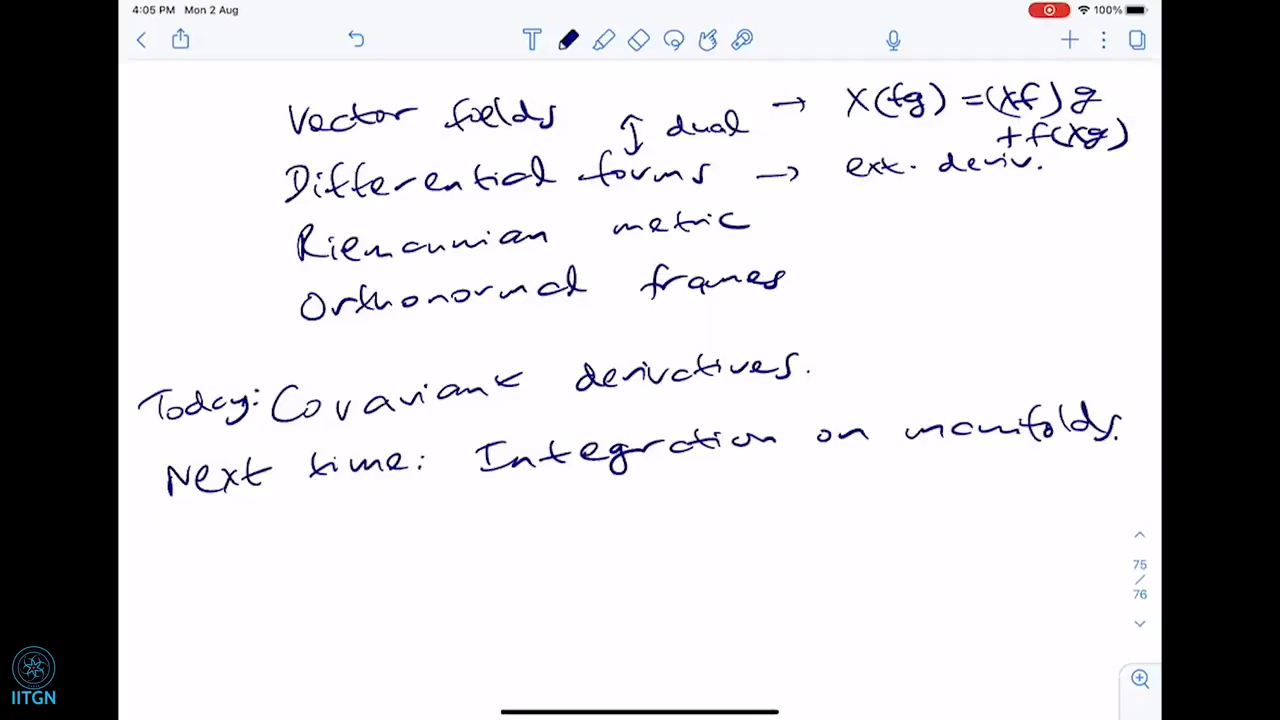 4:05 PM Mon 2 Aug
100%
Vector fields ↕ dual → X(fg) = (Xf)g
+ f(Xg)
Differential forms → ext. deriv.
Riemannian metric
Orthonormal frames
Today: Covariant derivatives.
Next time: Integration on manifolds.
75
/
76
IITGN